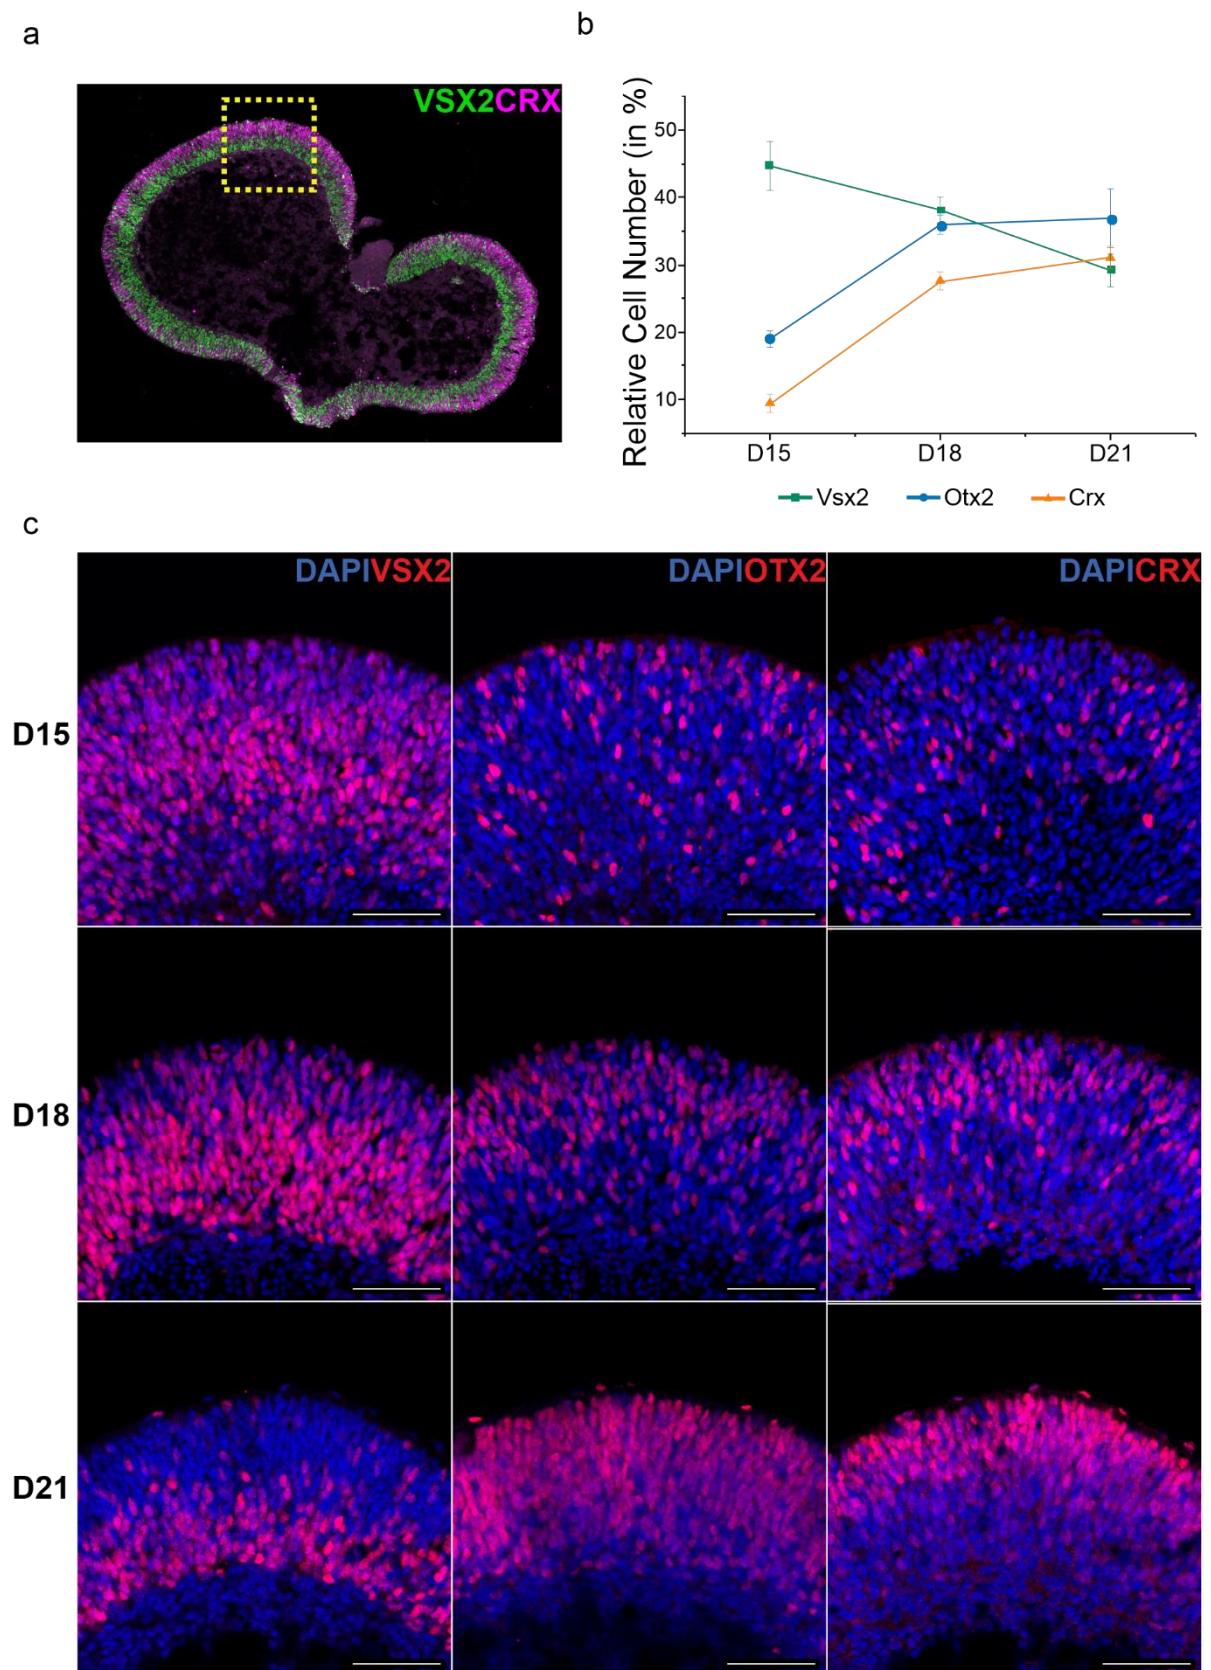 a
VSX2CRX
b
Relative Cell Number (in %)
50
40
30
20
10
D15 D18 D21
Vsx2 Otx2 Crx
c
DAPIVSX2 DAPIOTX2 DAPICRX
D15
D18
D21